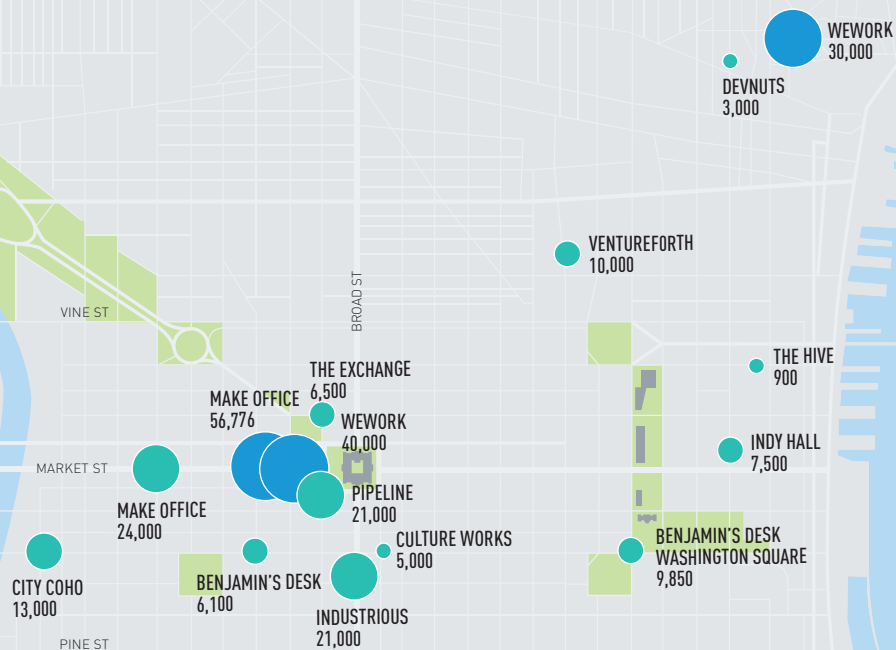 WEWORK
30,000
DEVNUTS
3,000
VENTUREFORTH
10,000
BROAD ST
VINE ST
THE EXCHANGE
6,500
THE HIVE
900
MAKE OFFICE
56,776
WEWORK
40,000
INDY HALL
7,500
MARKET ST
PIPELINE
21,000
MAKE OFFICE
24,000
CULTURE WORKS
5,000
BENJAMIN'S DESK
WASHINGTON SQUARE
9,850
CITY COHO
13,000
BENJAMIN'S DESK
6,100
INDUSTRIOUS
21,000
PINE ST